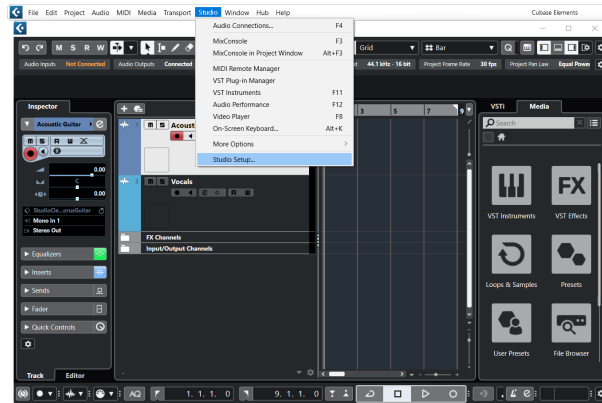 File Edit Project Audio MIDI Media Transport Studio Window Hub Help Cubase Elements
Audio Connections... F4
MixConsole F3
MixConsole in Project Window Alt+F3
MIDI Remote Manager
VST Plug-in Manager
VST Instruments F11
Audio Performance F12
Video Player F8
On-Screen Keyboard... Alt+K
More Options
Studio Setup...
M S R W Grid Bar
Audio Inputs Not Connected Audio Outputs Connected 44.1 kHz - 16 bit Project Frame Rate 30 fps Project Pan Law Equal Power
Inspector
Acoustic Guitar
M S R U
0.00
C
0.00
Mono In 1
Stereo Out
Equalizers
Inserts
Sends
Fader
Quick Controls
Track Editor
M S Acoust
M S Vocals
FX Channels
Input/Output Channels
3 5 7 9
VSTi Media
Search
VST Instruments
FX
VST Effects
Loops & Samples
Presets
User Presets
File Browser
AQ 1. 1. 1. 0 9. 1. 1. 0